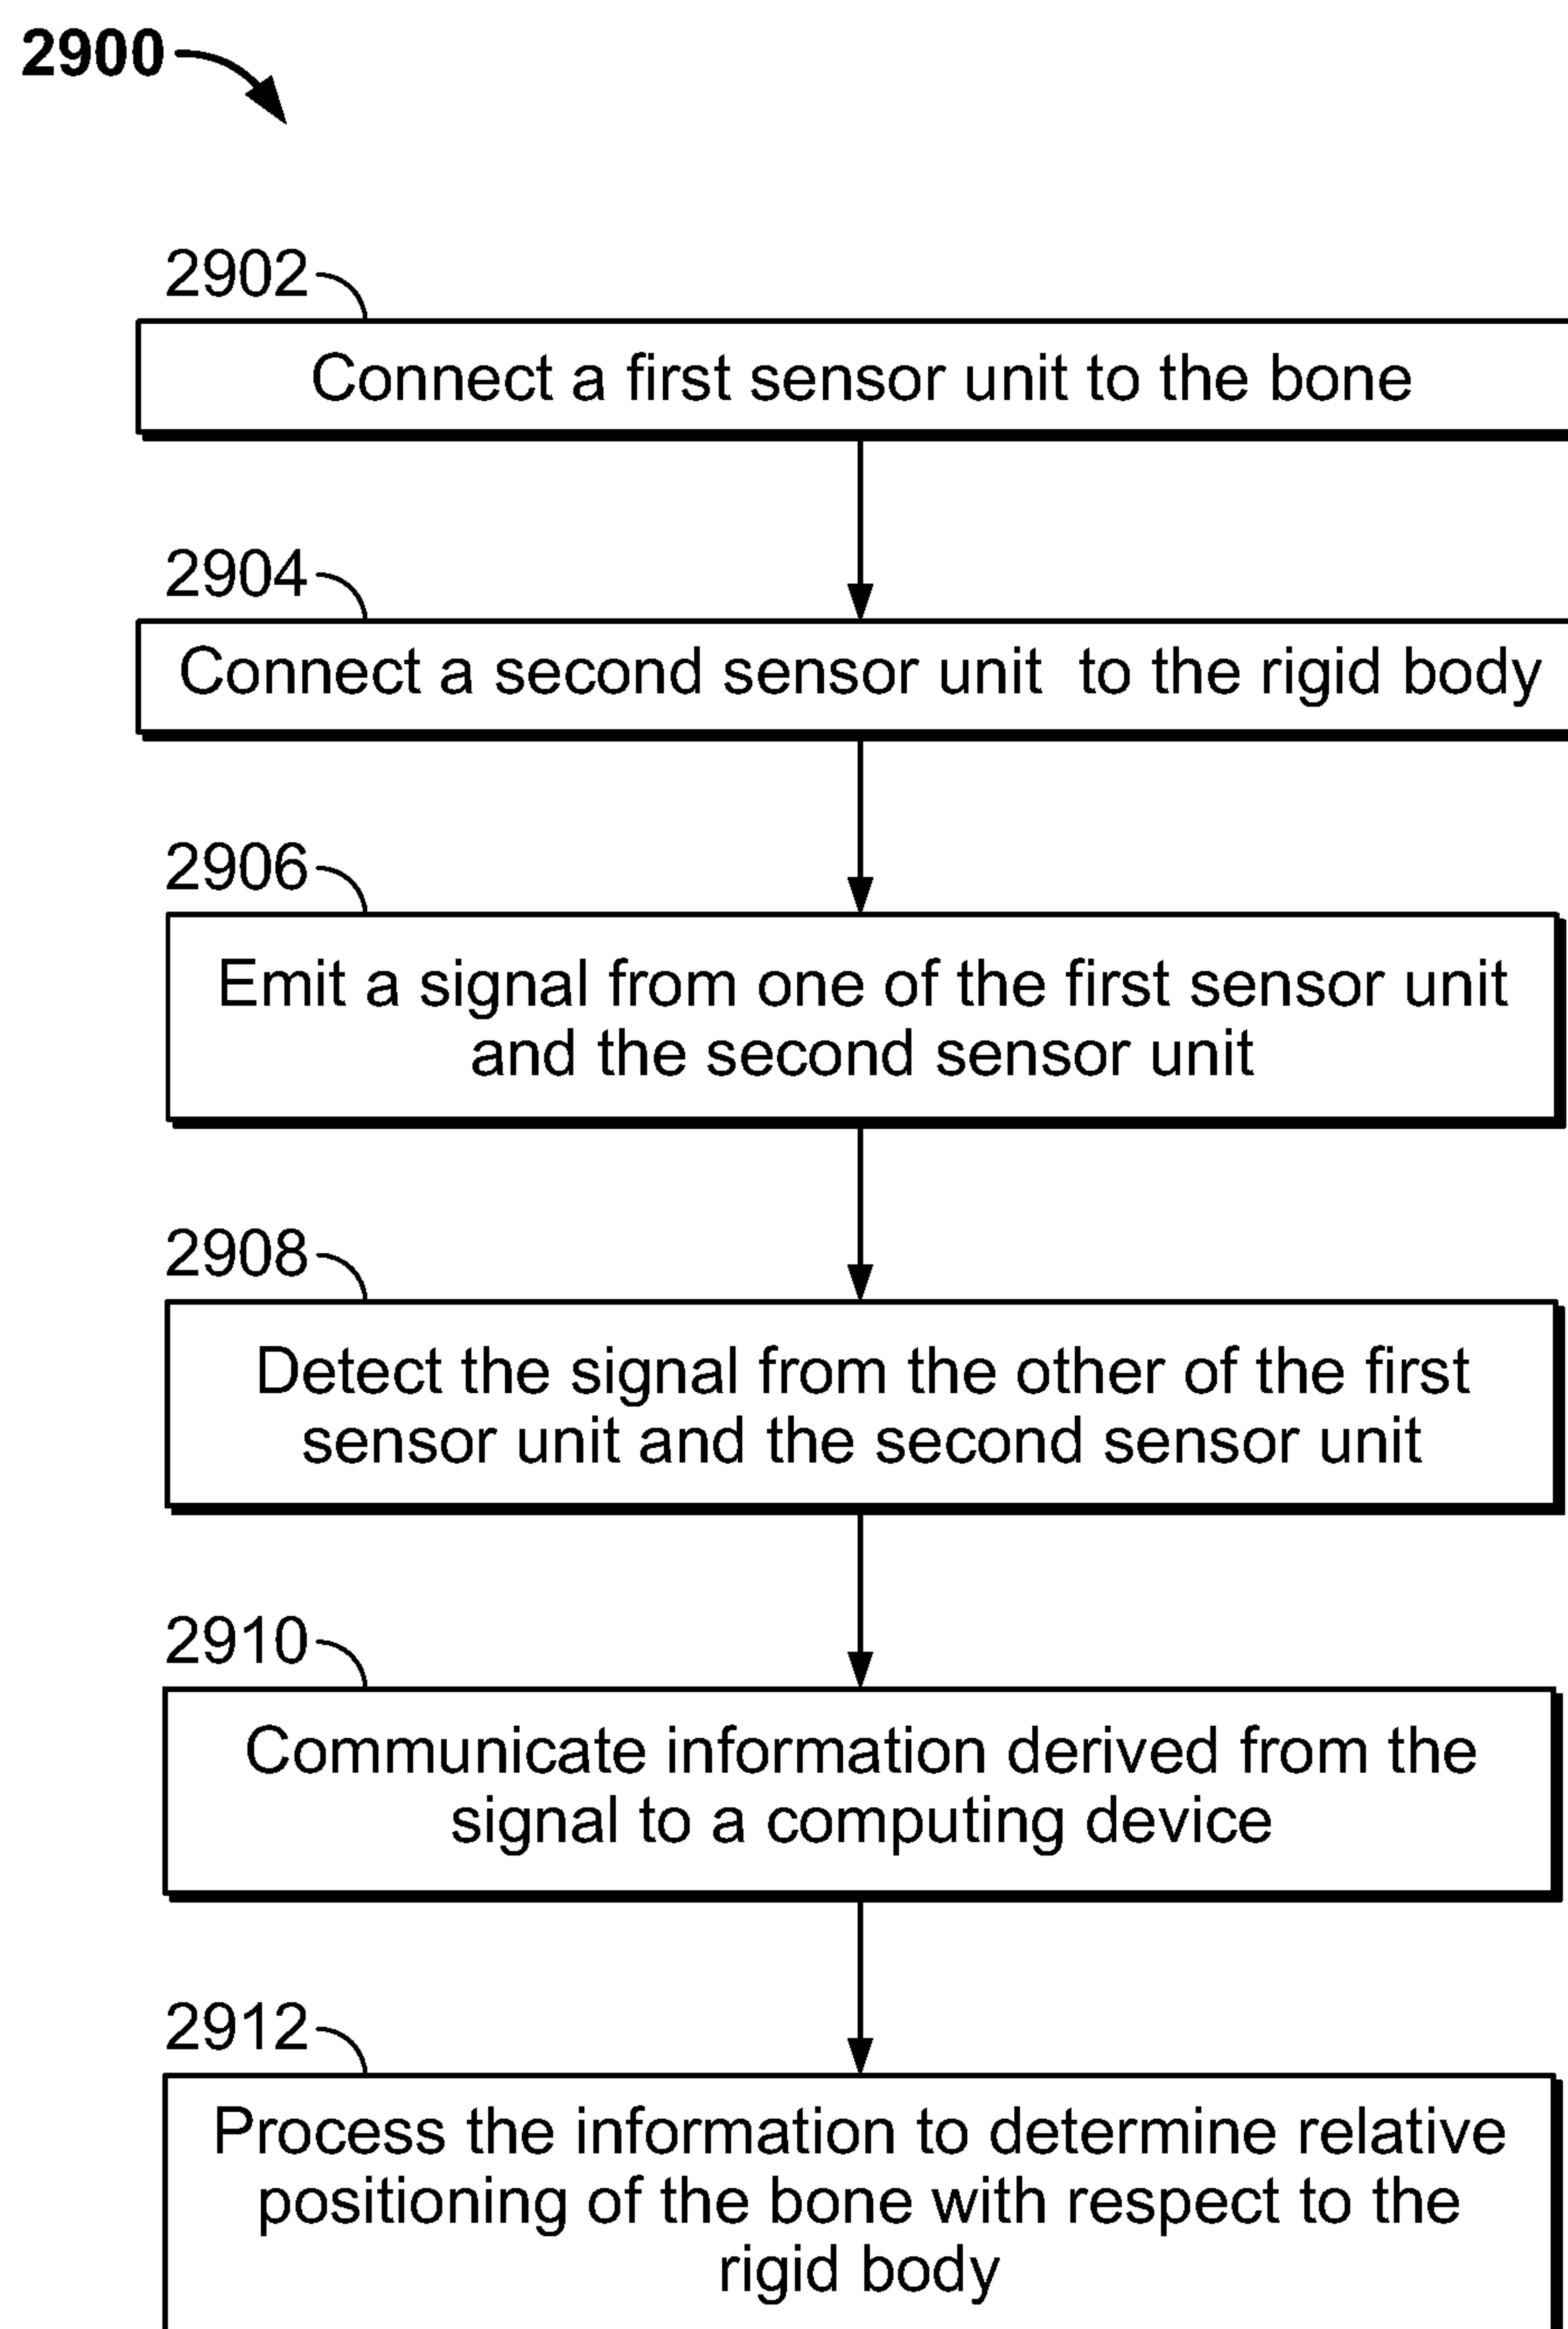 2900
2902
Connect a first sensor unit to the bone
2904
Connect a second sensor unit to the rigid body
2906
Emit a signal from one of the first sensor unit
and the second sensor unit
2908
Detect the signal from the other of the first
sensor unit and the second sensor unit
2910
Communicate information derived from the
signal to a computing device
2912
Process the information to determine relative
positioning of the bone with respect to the
rigid body